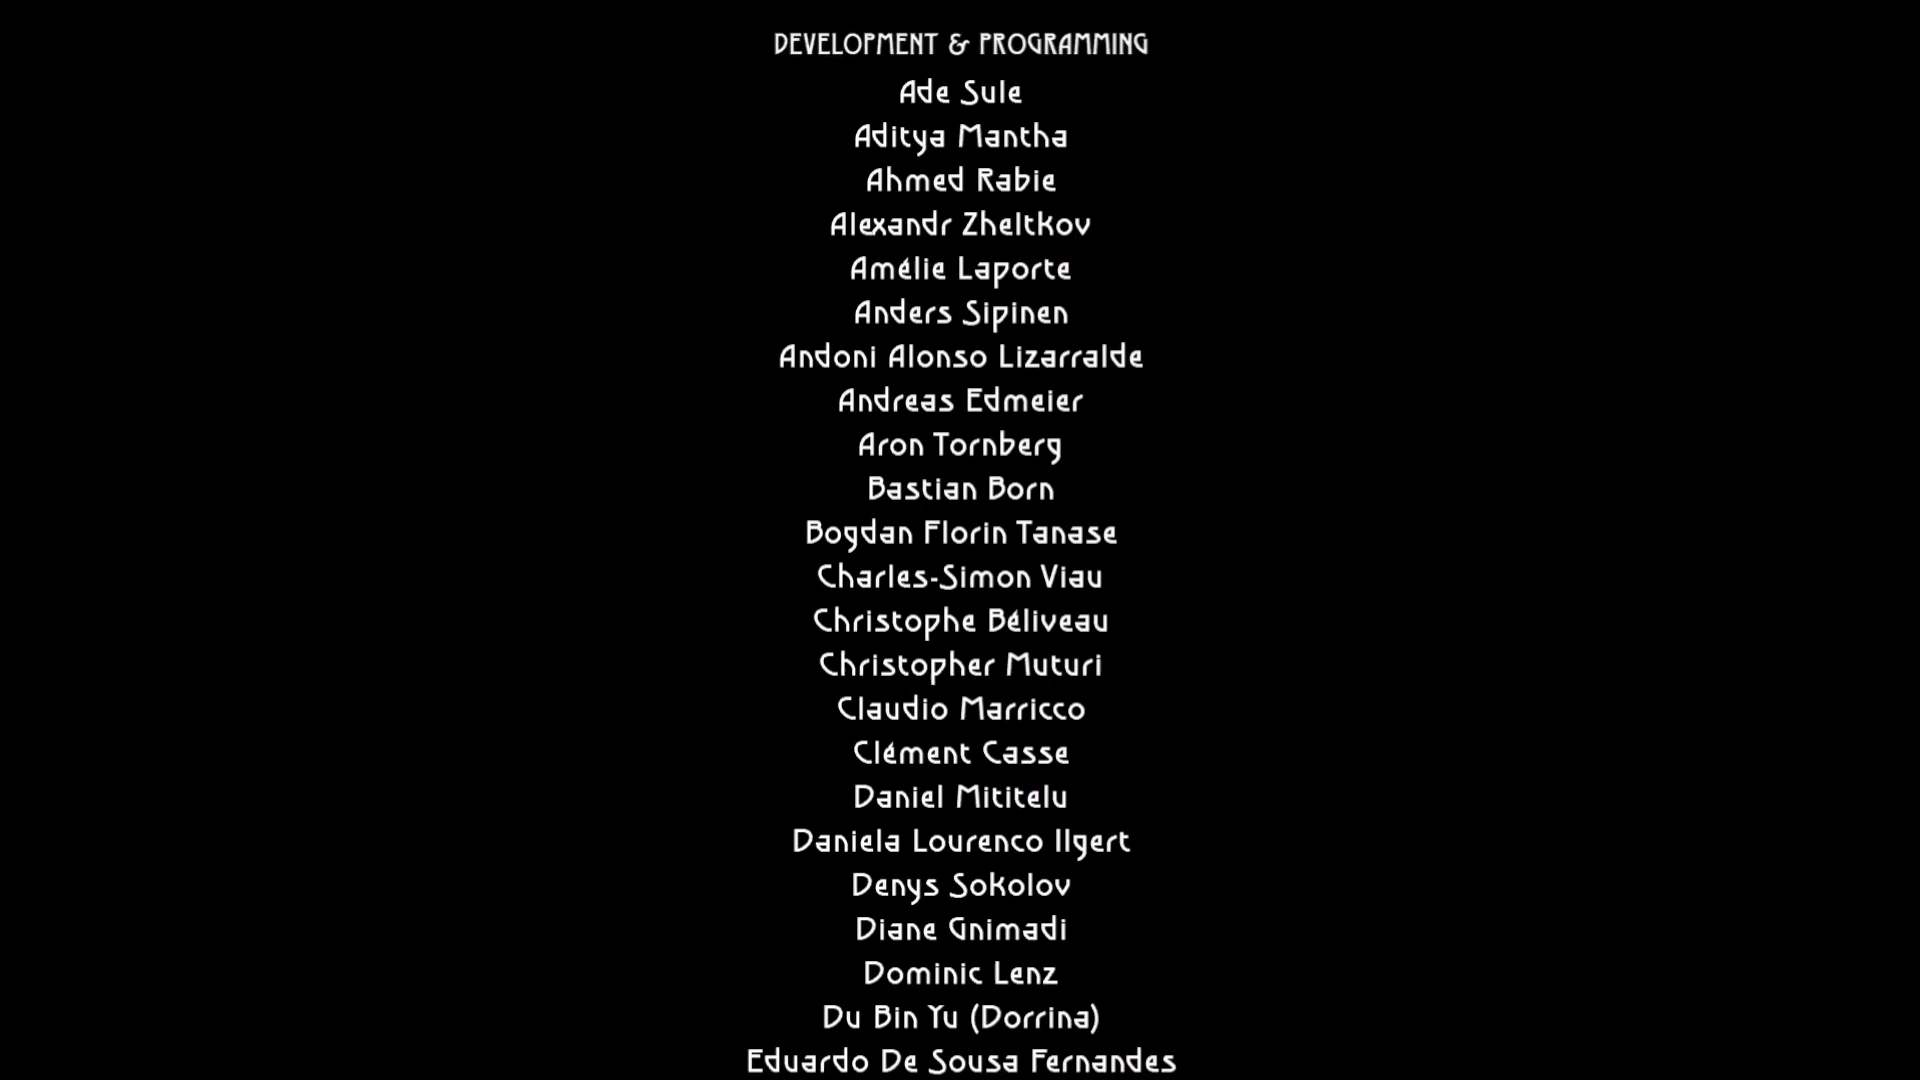 DEVELOPMENT & PROGRAMMING
Ade Sule
Aditya Mantha
Ahmed Rabie
Alexandr Zheltkov
Amélie Laporte
Anders Sipinen
Andoni Alonso Lizarralde
Andreas Edmeier
Aron Tornberg
Bastian Born
Bogdan Florin Tanase
Charles-Simon Viau
Christophe Béliveau
Christopher Muturi
Claudio Marricco
Clément Casse
Daniel Mititelu
Daniela Lourenco Ilgert
Denys Sokolov
Diane Gnimadi
Dominic Lenz
Du Bin Yu (Dorrina)
Eduardo De Sousa Fernandes